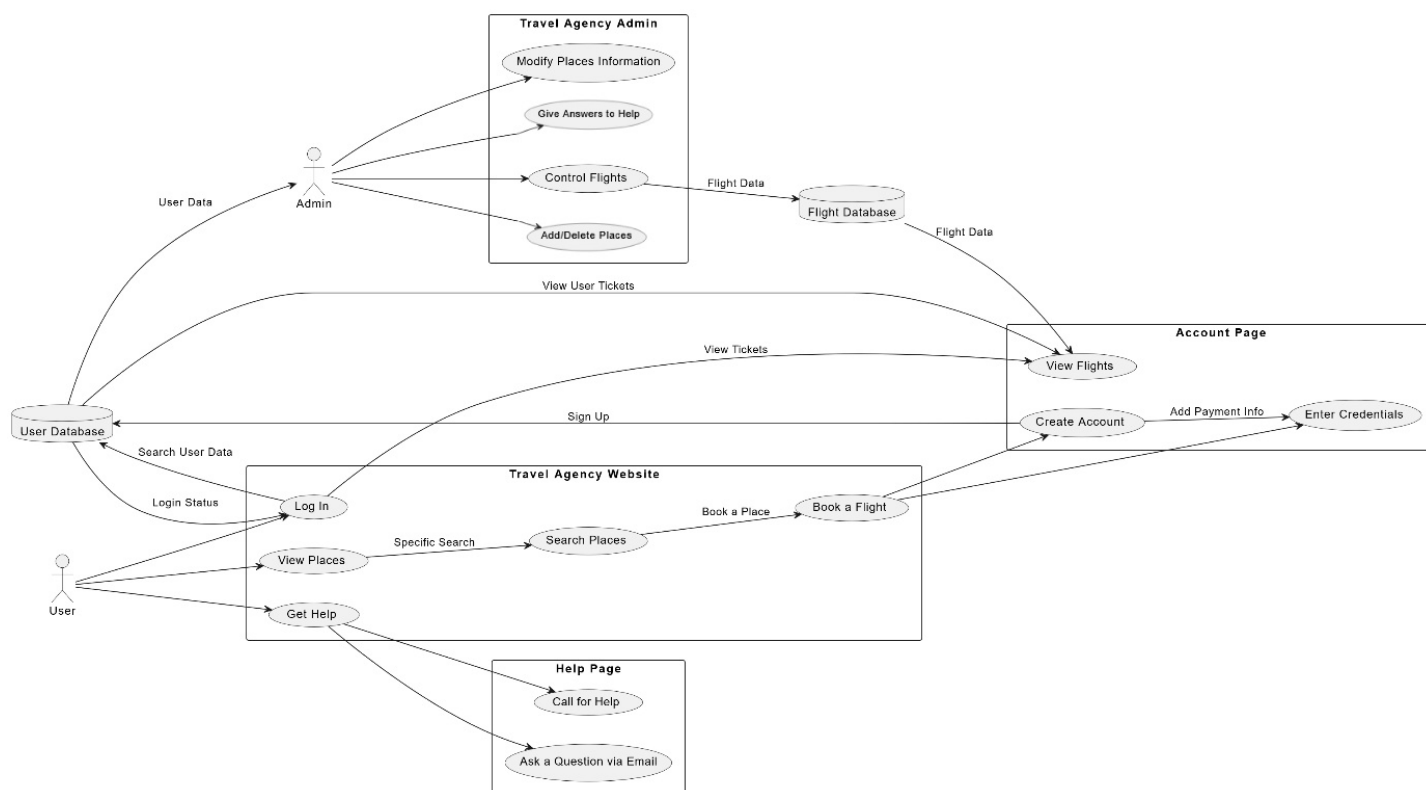 Travel Agency Admin
Modify Places Information
Give Answers to Help
Control Flights
Add/Delete Places
Admin
User Data
Flight Data
Flight Database
Flight Data
View User Tickets
Account Page
View Tickets
View Flights
User Database
Sign Up
Create Account
Add Payment Info
Enter Credentials
Search User Data
Login Status
Travel Agency Website
Log In
View Places
Specific Search
Search Places
Book a Place
Book a Flight
User
Get Help
Help Page
Call for Help
Ask a Question via Email